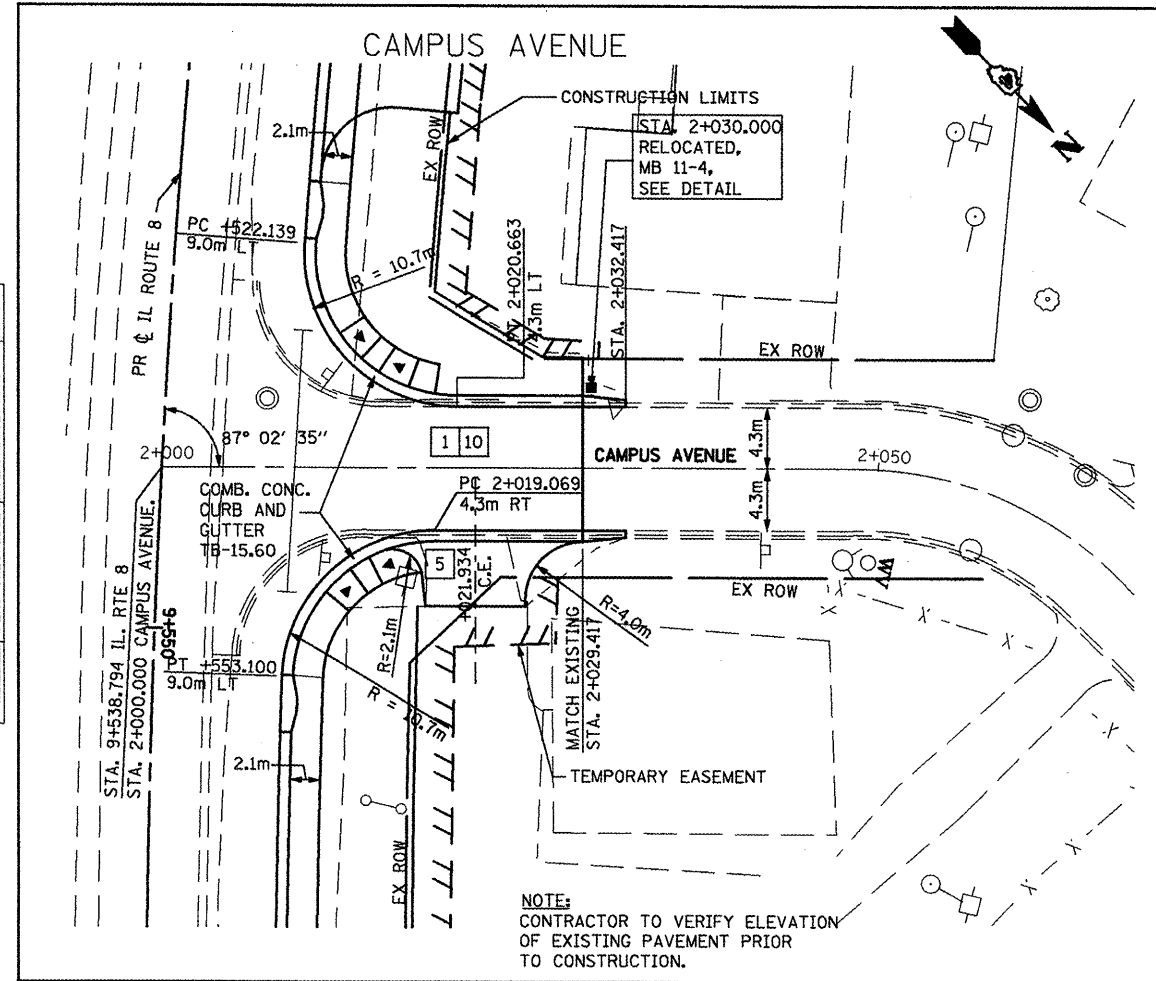 CAMPUS AVENUE
N
CONSTRUCTION LIMITS
STA. 2+030.000
RELOCATED,
MB 11-4,
SEE DETAIL
2.1m
EX ROW
PR ℄ IL ROUTE 8
PC +522.139
9.0m LT
R = 10.7m
PT 2+020.663
4.3m LT
STA. 2+032.417
EX ROW
87° 02' 35"
2+000
1 10
CAMPUS AVENUE
4.3m
2+050
COMB. CONC.
CURB AND
GUTTER
TB-15.60
PC 2+019.069
4.3m RT
4.3m
STA. 9+538.794 IL. RTE 8
STA. 2+000.000 CAMPUS AVENUE.
9+550
5
+021.934
C.E.
WV
EX ROW
PT +553.100
9.0m LT
R=2.1m
R=4.0m
R = 10.7m
MATCH EXISTING
STA. 2+029.417
2.1m
TEMPORARY EASEMENT
EX ROW
NOTE:
CONTRACTOR TO VERIFY ELEVATION
OF EXISTING PAVEMENT PRIOR
TO CONSTRUCTION.